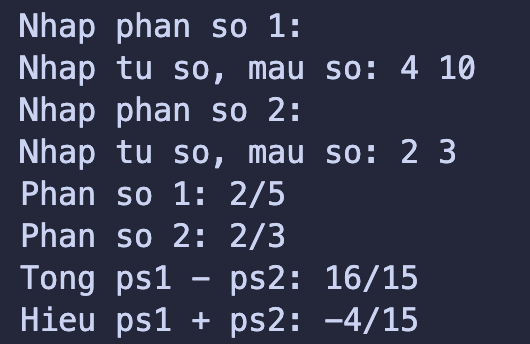 Nhap phan so 1:
Nhap tu so, mau so: 4 10
Nhap phan so 2:
Nhap tu so, mau so: 2 3
Phan so 1: 2/5
Phan so 2: 2/3
Tong ps1 - ps2: 16/15
Hieu ps1 + ps2: -4/15